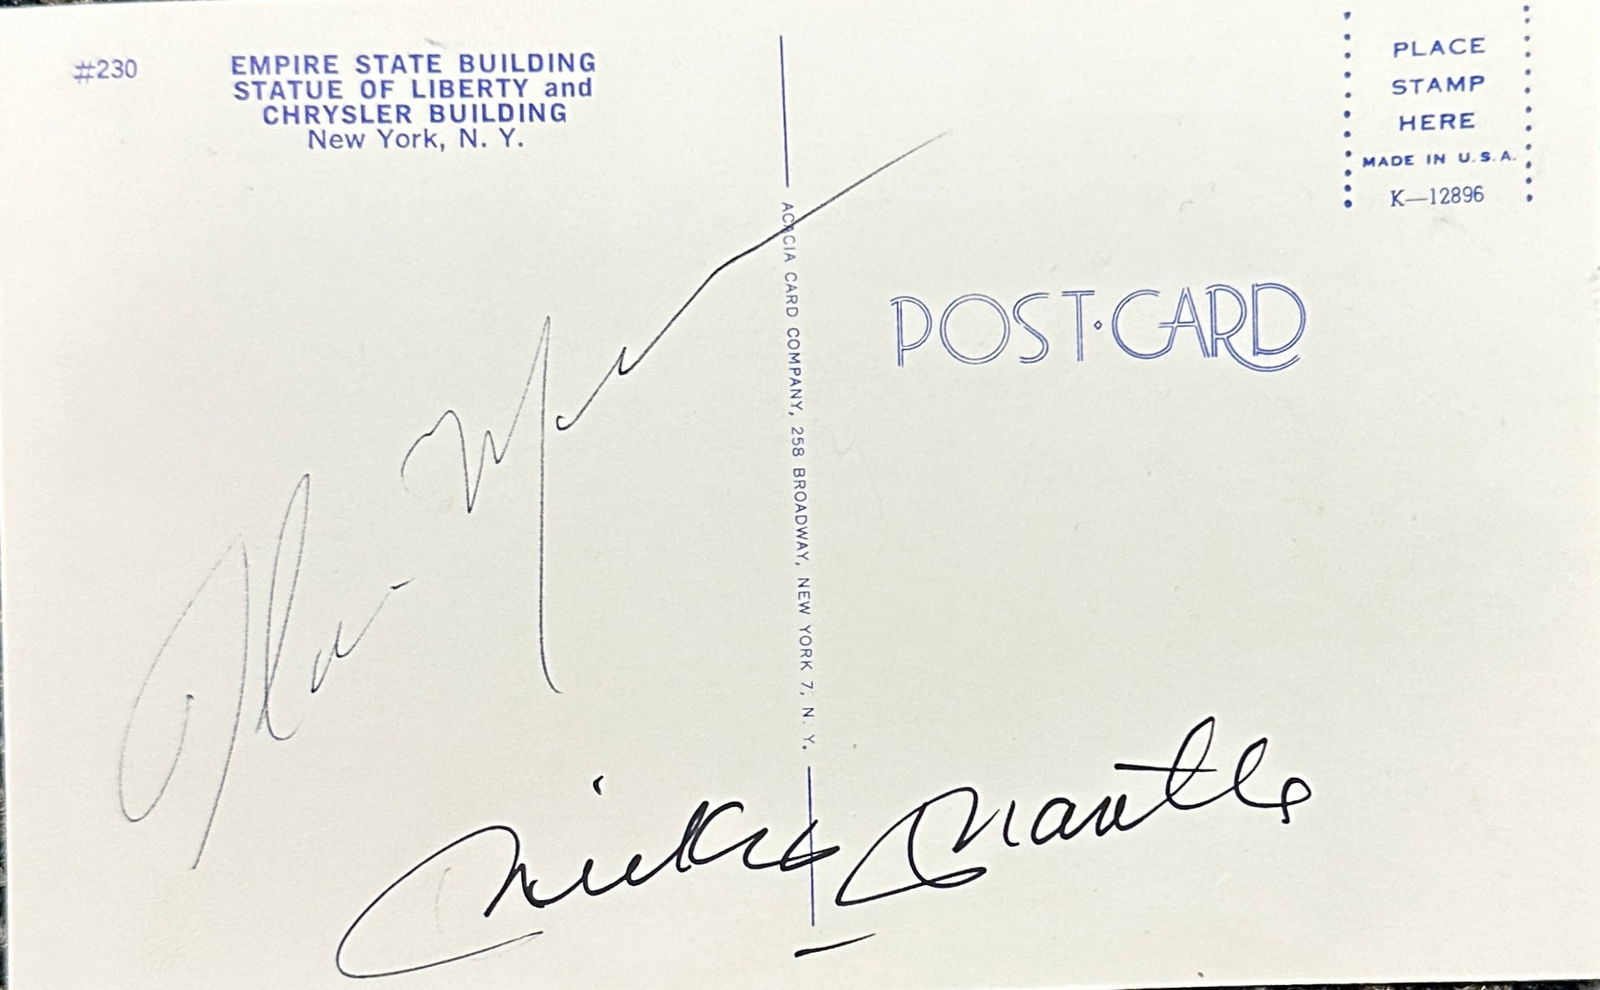 #230
EMPIRE STATE BUILDING
STATUE OF LIBERTY and
CHRYSLER BUILDING
New York, N. Y.
PLACE
STAMP
HERE
MADE IN U.S.A.
K—12896
ACACIA CARD COMPANY, 258 BROADWAY, NEW YORK 7, N. Y.
POST·CARD
Mickey Mantle